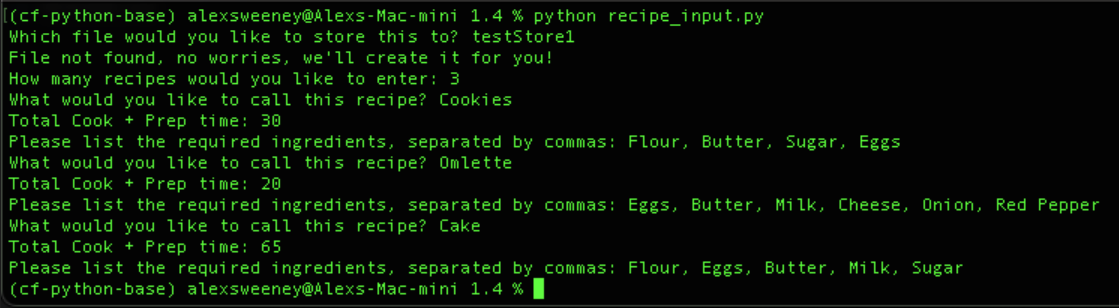 [(cf-python-base) alexsweeney@Alexs-Mac-mini 1.4 % python recipe_input.py
Which file would you like to store this to? testStore1
File not found, no worries, we'll create it for you!
How many recipes would you like to enter: 3
What would you like to call this recipe? Cookies
Total Cook + Prep time: 30
Please list the required ingredients, separated by commas: Flour, Butter, Sugar, Eggs
What would you like to call this recipe? Omlette
Total Cook + Prep time: 20
Please list the required ingredients, separated by commas: Eggs, Butter, Milk, Cheese, Onion, Red Pepper
What would you like to call this recipe? Cake
Total Cook + Prep time: 65
Please list the required ingredients, separated by commas: Flour, Eggs, Butter, Milk, Sugar
(cf-python-base) alexsweeney@Alexs-Mac-mini 1.4 %